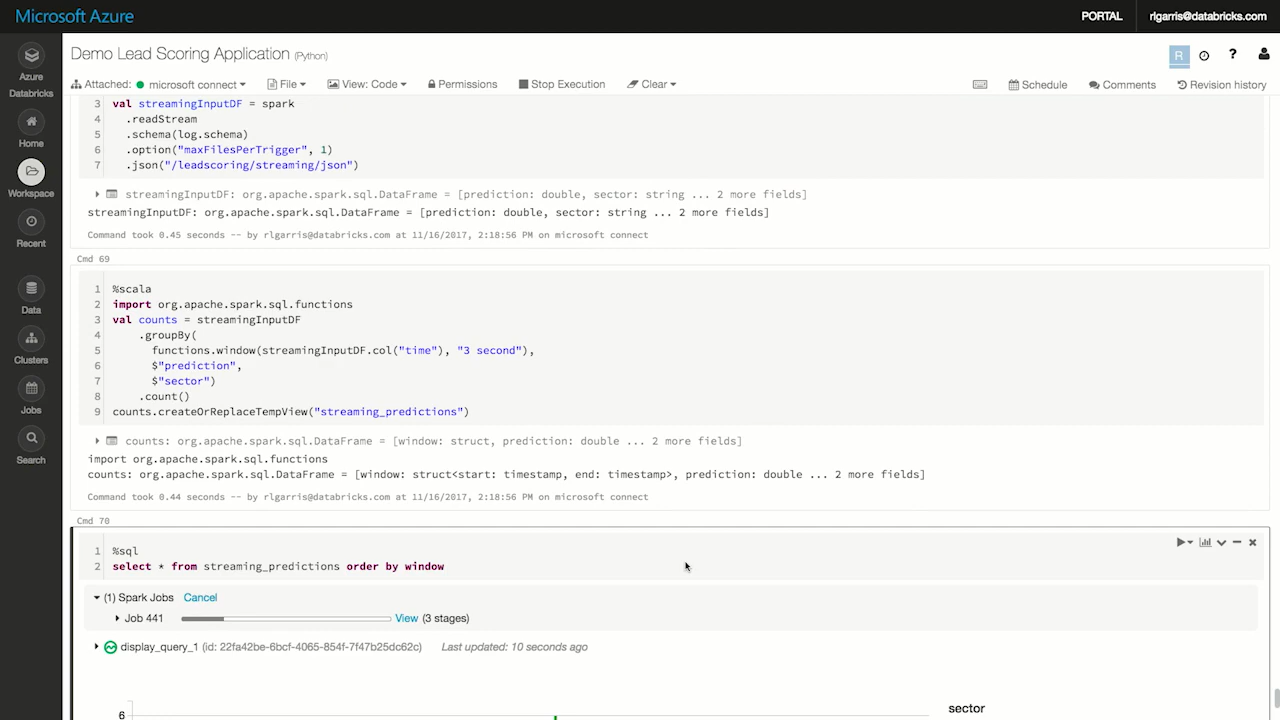 Microsoft Azure
PORTAL
rlgarris@databricks.com
Azure Databricks
Home
Workspace
Recent
Data
Clusters
Jobs
Search
Demo Lead Scoring Application (Python)
R
?
Attached: microsoft connect
File
View: Code
Permissions
Stop Execution
Clear
Schedule
Comments
Revision history
3 val streamingInputDF = spark
4 .readStream
5 .schema(log.schema)
6 .option("maxFilesPerTrigger", 1)
7 .json("/leadscoring/streaming/json")
streamingInputDF: org.apache.spark.sql.DataFrame = [prediction: double, sector: string ... 2 more fields]
streamingInputDF: org.apache.spark.sql.DataFrame = [prediction: double, sector: string ... 2 more fields]
Command took 0.45 seconds -- by rlgarris@databricks.com at 11/16/2017, 2:18:56 PM on microsoft connect
Cmd 69
1 %scala
2 import org.apache.spark.sql.functions
3 val counts = streamingInputDF
4 .groupBy(
5 functions.window(streamingInputDF.col("time"), "3 second"),
6 $"prediction",
7 $"sector")
8 .count()
9 counts.createOrReplaceTempView("streaming_predictions")
counts: org.apache.spark.sql.DataFrame = [window: struct, prediction: double ... 2 more fields]
import org.apache.spark.sql.functions
counts: org.apache.spark.sql.DataFrame = [window: struct<start: timestamp, end: timestamp>, prediction: double ... 2 more fields]
Command took 0.44 seconds -- by rlgarris@databricks.com at 11/16/2017, 2:18:56 PM on microsoft connect
Cmd 70
1 %sql
2 select * from streaming_predictions order by window
(1) Spark Jobs Cancel
Job 441 View (3 stages)
display_query_1 (id: 22fa42be-6bcf-4065-854f-7f47b25dc62c) Last updated: 10 seconds ago
6
sector